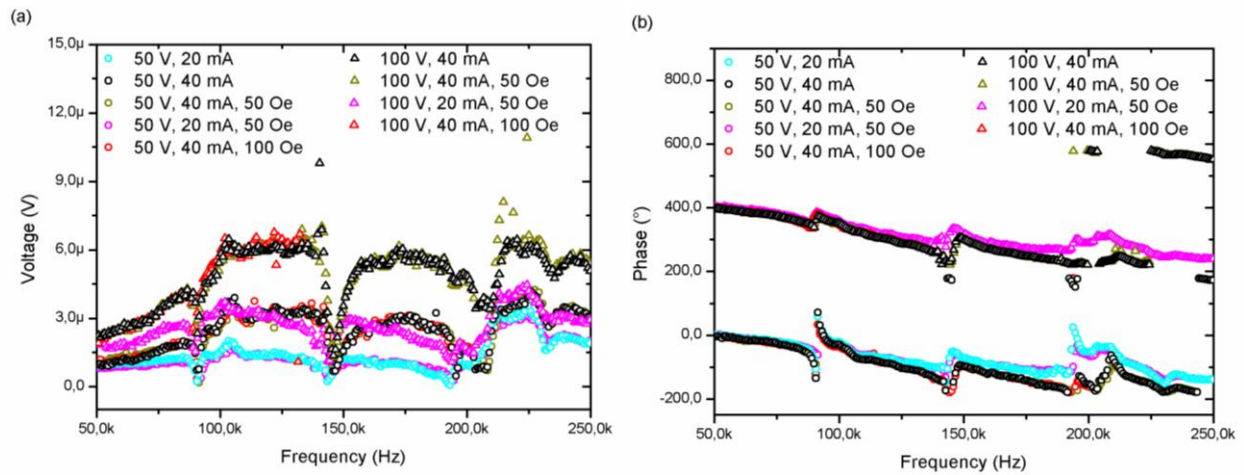 (a)
15,0µ
12,0µ
9,0µ
6,0µ
3,0µ
0,0
Voltage (V)
50 V, 20 mA
50 V, 40 mA
50 V, 40 mA, 50 Oe
50 V, 20 mA, 50 Oe
50 V, 40 mA, 100 Oe
100 V, 40 mA
100 V, 40 mA, 50 Oe
100 V, 20 mA, 50 Oe
100 V, 40 mA, 100 Oe
50,0k 100,0k 150,0k 200,0k 250,0k
Frequency (Hz)
(b)
800,0
600,0
400,0
200,0
0,0
-200,0
Phase (°)
50 V, 20 mA
50 V, 40 mA
50 V, 40 mA, 50 Oe
50 V, 20 mA, 50 Oe
50 V, 40 mA, 100 Oe
100 V, 40 mA
100 V, 40 mA, 50 Oe
100 V, 20 mA, 50 Oe
100 V, 40 mA, 100 Oe
50,0k 100,0k 150,0k 200,0k 250,0k
Frequency (Hz)